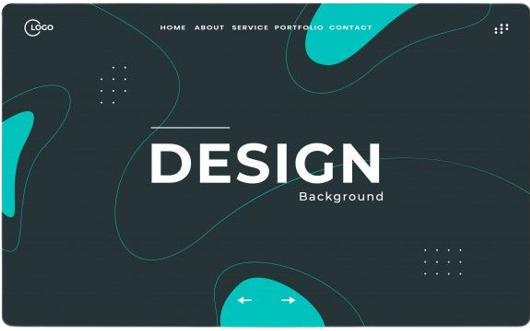 LOGO
HOME ABOUT SERVICE PORTFOLIO CONTACT
DESIGN
Background